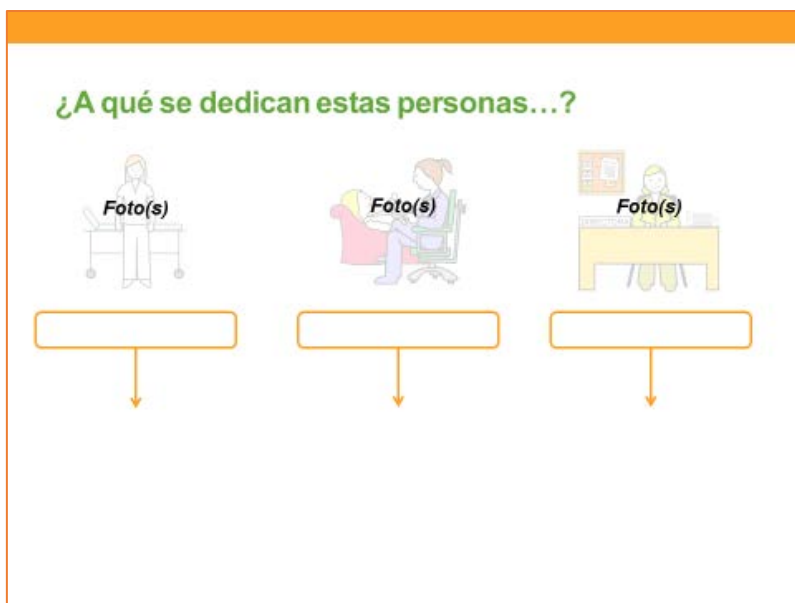 ¿A qué se dedican estas personas…?
Foto(s) Foto(s) Foto(s)